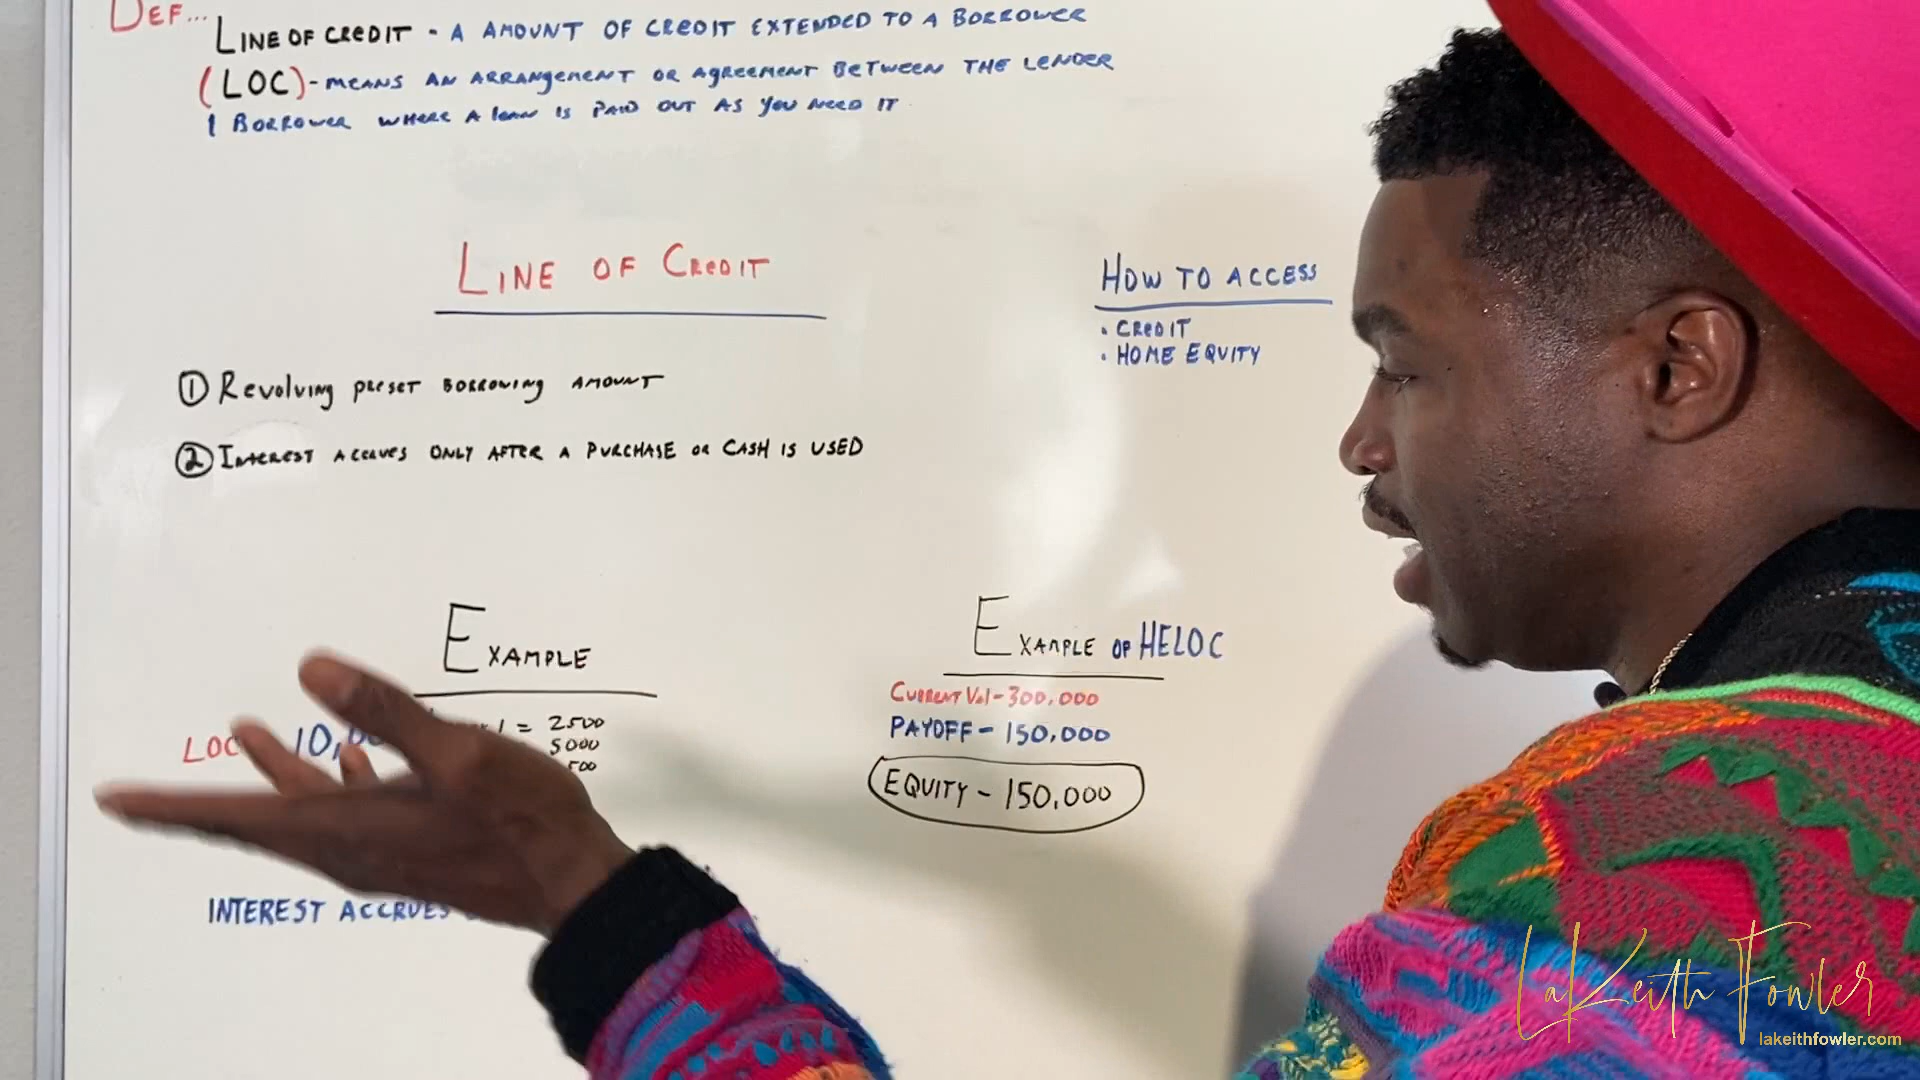 DEF...
LINE OF CREDIT - A AMOUNT OF CREDIT EXTENDED TO A BORROWER
(LOC) - MEANS AN ARRANGEMENT OR AGREEMENT BETWEEN THE LENDER
BORROWER WHERE A LOAN IS PAID OUT AS YOU NEED IT
LINE OF CREDIT
① REVOLVING PRESET BORROWING AMOUNT
② INTEREST ACCRUES ONLY AFTER A PURCHASE OR CASH IS USED
HOW TO ACCESS
• CREDIT
• HOME EQUITY
EXAMPLE
LOC 10,
1 = 2500
5000
500
INTEREST ACCRUES
EXAMPLE OF HELOC
CURRENT Val - 300,000
PAYOFF - 150,000
EQUITY - 150,000
LaKeith Fowler
lakeithfowler.com